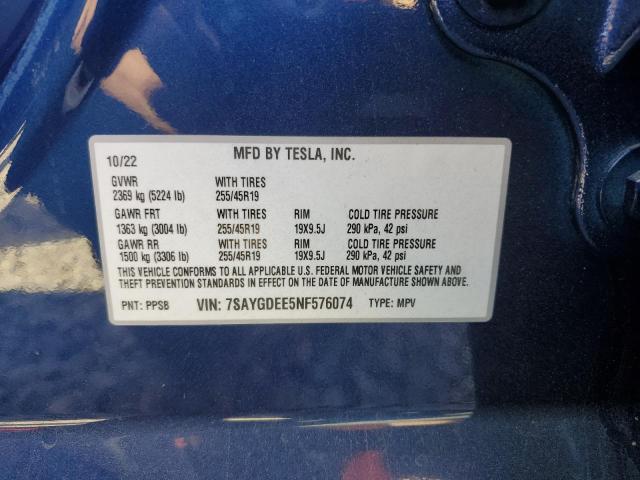 10/22 MFD BY TESLA, INC.
GVWR WITH TIRES
2369 kg (5224 lb) 255/45R19
GAWR FRT WITH TIRES RIM COLD TIRE PRESSURE
1363 kg (3004 lb) 255/45R19 19X9.5J 290 kPa, 42 psi
GAWR RR WITH TIRES RIM COLD TIRE PRESSURE
1500 kg (3306 lb) 255/45R19 19X9.5J 290 kPa, 42 psi
THIS VEHICLE CONFORMS TO ALL APPLICABLE U.S. FEDERAL MOTOR VEHICLE SAFETY AND
THEFT PREVENTION STANDARDS IN EFFECT ON THE DATE OF MANUFACTURE SHOWN ABOVE.
PNT: PPSB VIN: 7SAYGDEE5NF576074 TYPE: MPV